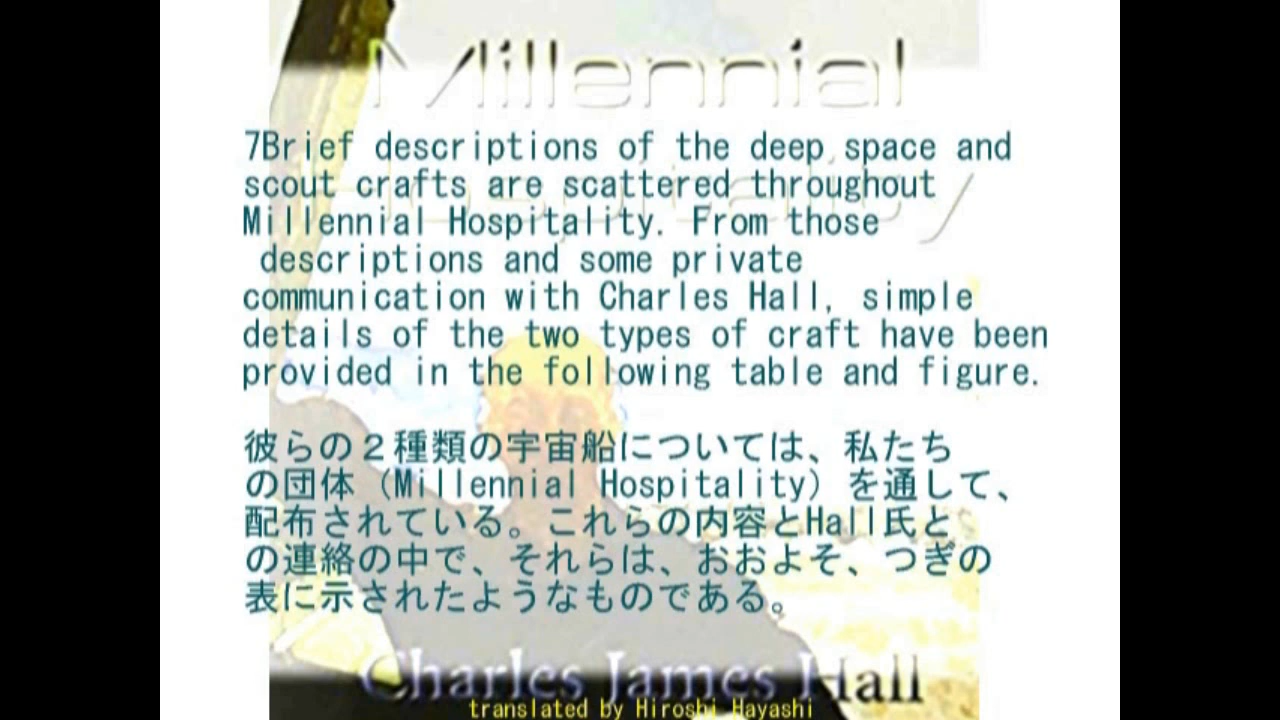 Millennial
7Brief descriptions of the deep space and
scout crafts are scattered throughout
Hospitality
Millennial Hospitality. From those
descriptions and some private
communication with Charles Hall, simple
details of the two types of craft have been
provided in the following table and figure.
彼らの２種類の宇宙船については、私たち
の団体（Millennial Hospitality）を通して、
配布されている。これらの内容とHall氏と
の連絡の中で、それらは、おおよそ、つぎの
表に示されたようなものである。
Charles James Hall
translated by Hiroshi Hayashi